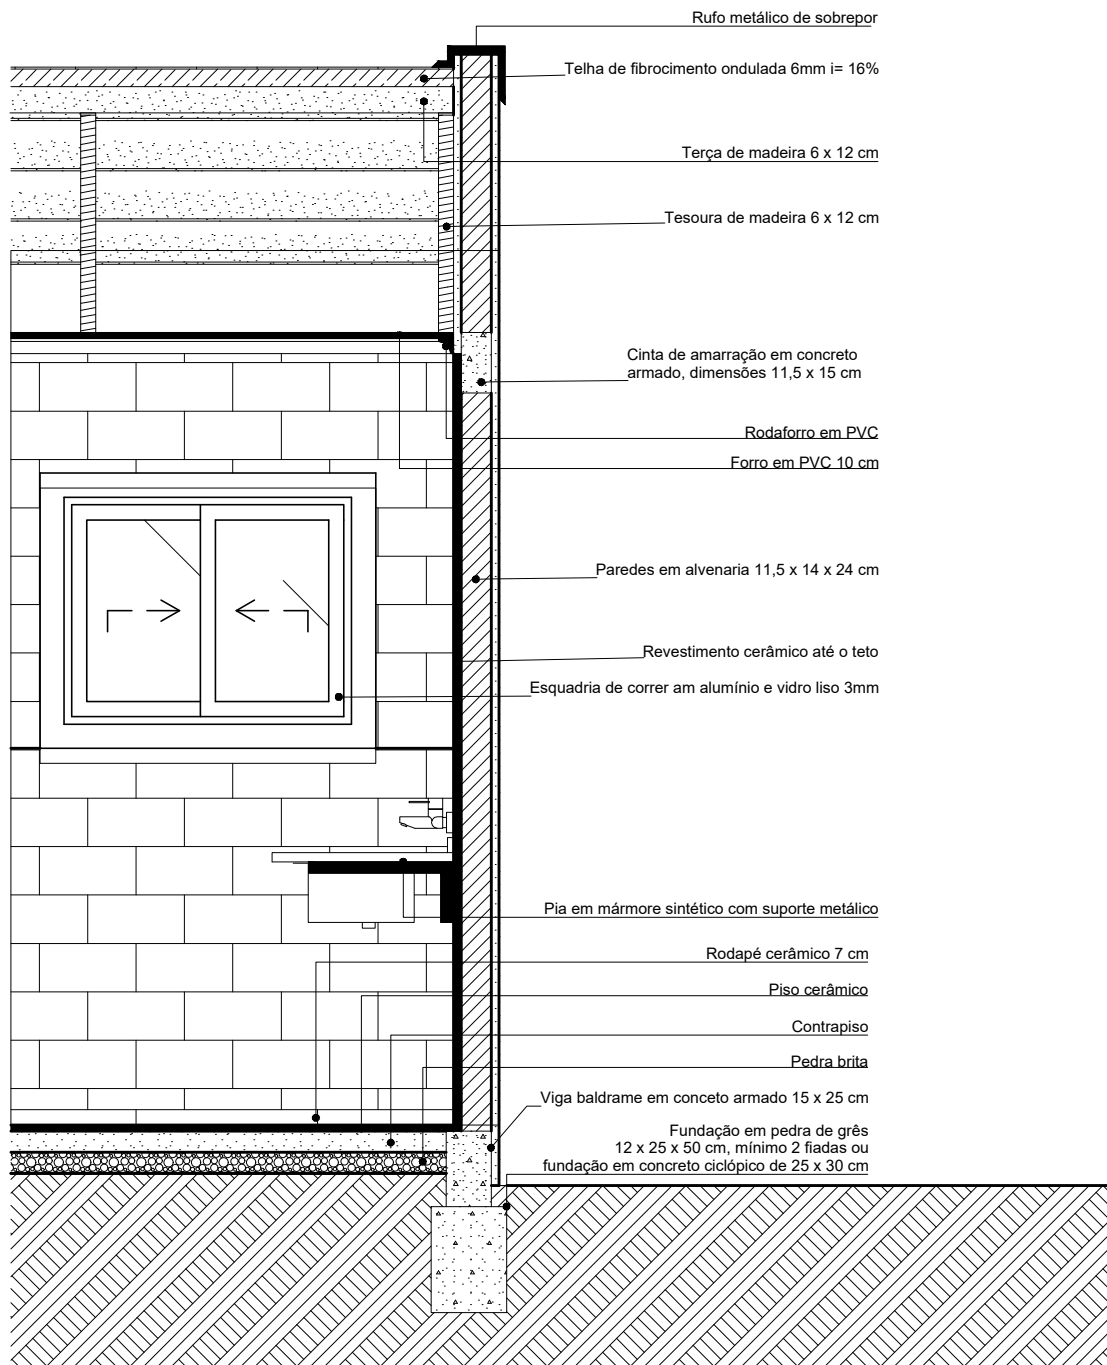 Rufo metálico de sobrepor
Telha de fibrocimento ondulada 6mm i= 16%
Terça de madeira 6 x 12 cm
Tesoura de madeira 6 x 12 cm
Cinta de amarração em concreto
armado, dimensões 11,5 x 15 cm
Rodaforro em PVC
Forro em PVC 10 cm
Paredes em alvenaria 11,5 x 14 x 24 cm
Revestimento cerâmico até o teto
Esquadria de correr am alumínio e vidro liso 3mm
Pia em mármore sintético com suporte metálico
Rodapé cerâmico 7 cm
Piso cerâmico
Contrapiso
Pedra brita
Viga baldrame em conceto armado 15 x 25 cm
Fundação em pedra de grês
12 x 25 x 50 cm, mínimo 2 fiadas ou
fundação em concreto ciclópico de 25 x 30 cm